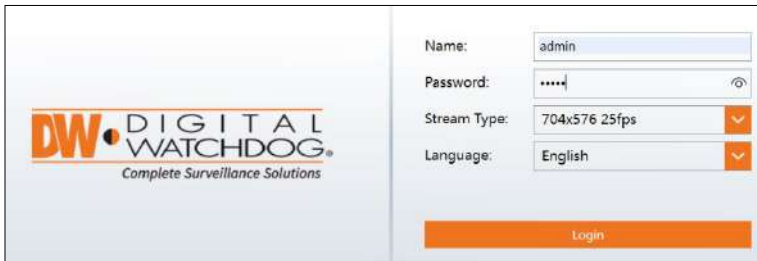 DW DIGITAL
WATCHDOG®
Complete Surveillance Solutions
Name: admin
Password: •••••
Stream Type: 704x576 25fps
Language: English
Login